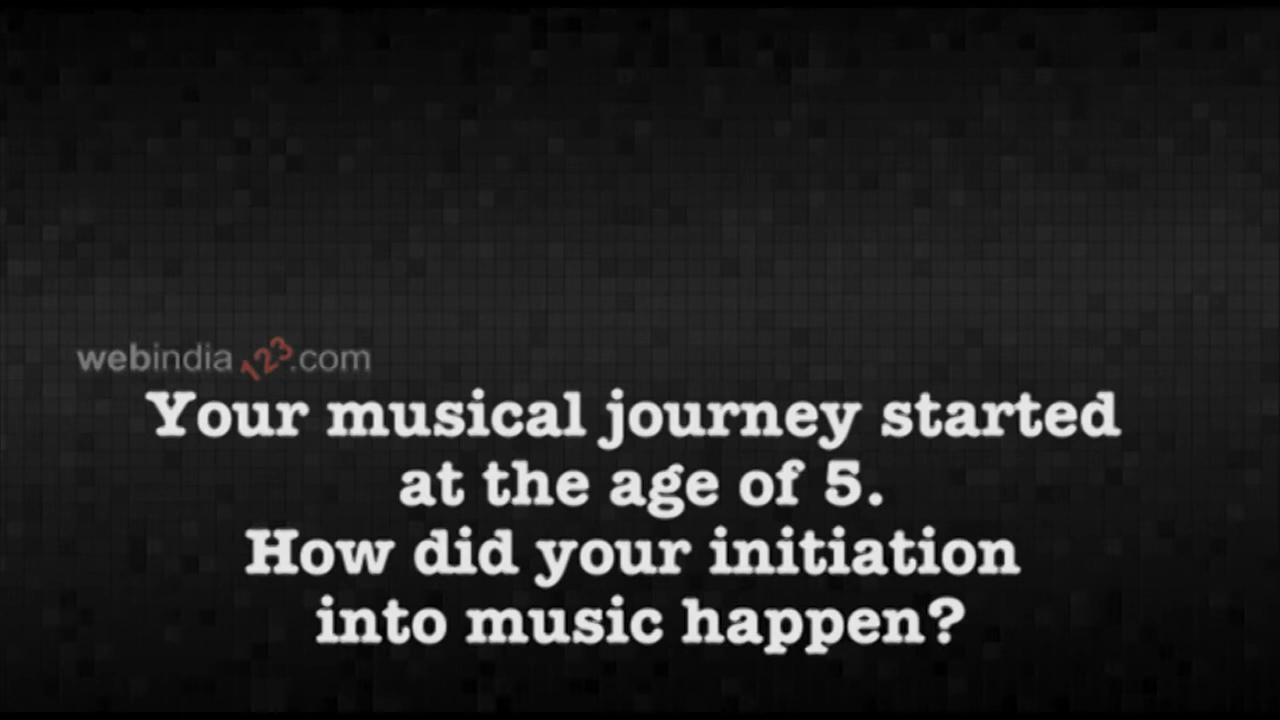 webindia123.com
Your musical journey started
at the age of 5.
How did your initiation
into music happen?